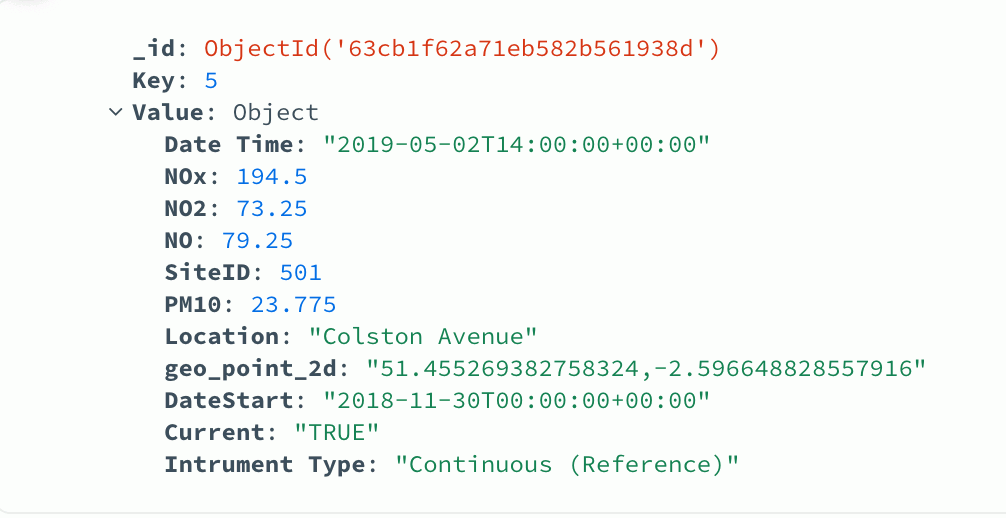 _id: ObjectId('63cb1f62a71eb582b561938d')
Key: 5
Value: Object
Date Time: "2019-05-02T14:00:00+00:00"
NOx: 194.5
NO2: 73.25
NO: 79.25
SiteID: 501
PM10: 23.775
Location: "Colston Avenue"
geo_point_2d: "51.455269382758324,-2.596648828557916"
DateStart: "2018-11-30T00:00:00+00:00"
Current: "TRUE"
Intrument Type: "Continuous (Reference)"